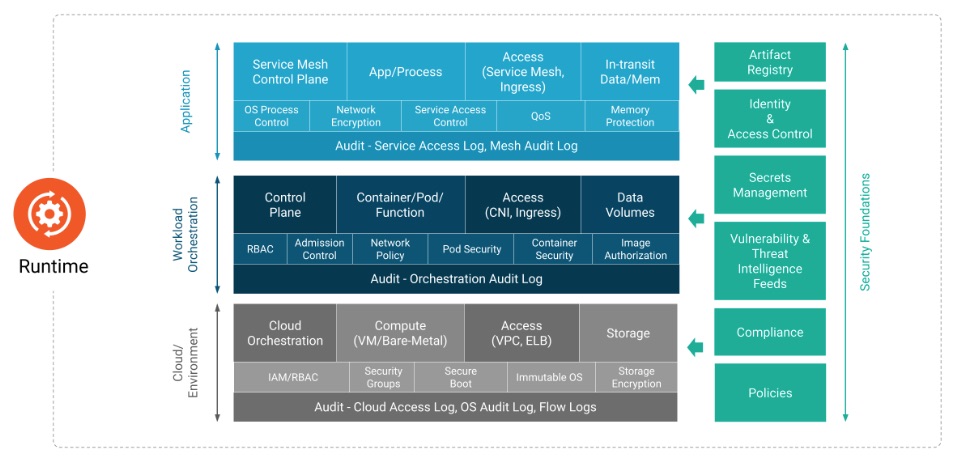 Runtime
Application
Service Mesh
Control Plane
App/Process
Access
(Service Mesh,
Ingress)
In-transit
Data/Mem
OS Process
Control
Network
Encryption
Service Access
Control
QoS
Memory
Protection
Audit - Service Access Log, Mesh Audit Log
Workload
Orchestration
Control
Plane
Container/Pod/
Function
Access
(CNI, Ingress)
Data
Volumes
RBAC
Admission
Control
Network
Policy
Pod Security
Container
Security
Image
Authorization
Audit - Orchestration Audit Log
Cloud/
Environment
Cloud
Orchestration
Compute
(VM/Bare-Metal)
Access
(VPC, ELB)
Storage
IAM/RBAC
Security
Groups
Secure
Boot
Immutable OS
Storage
Encryption
Audit - Cloud Access Log, OS Audit Log, Flow Logs
Artifact
Registry
Identity
&
Access Control
Secrets
Management
Vulnerability &
Threat
Intelligence
Feeds
Compliance
Policies
Security Foundations